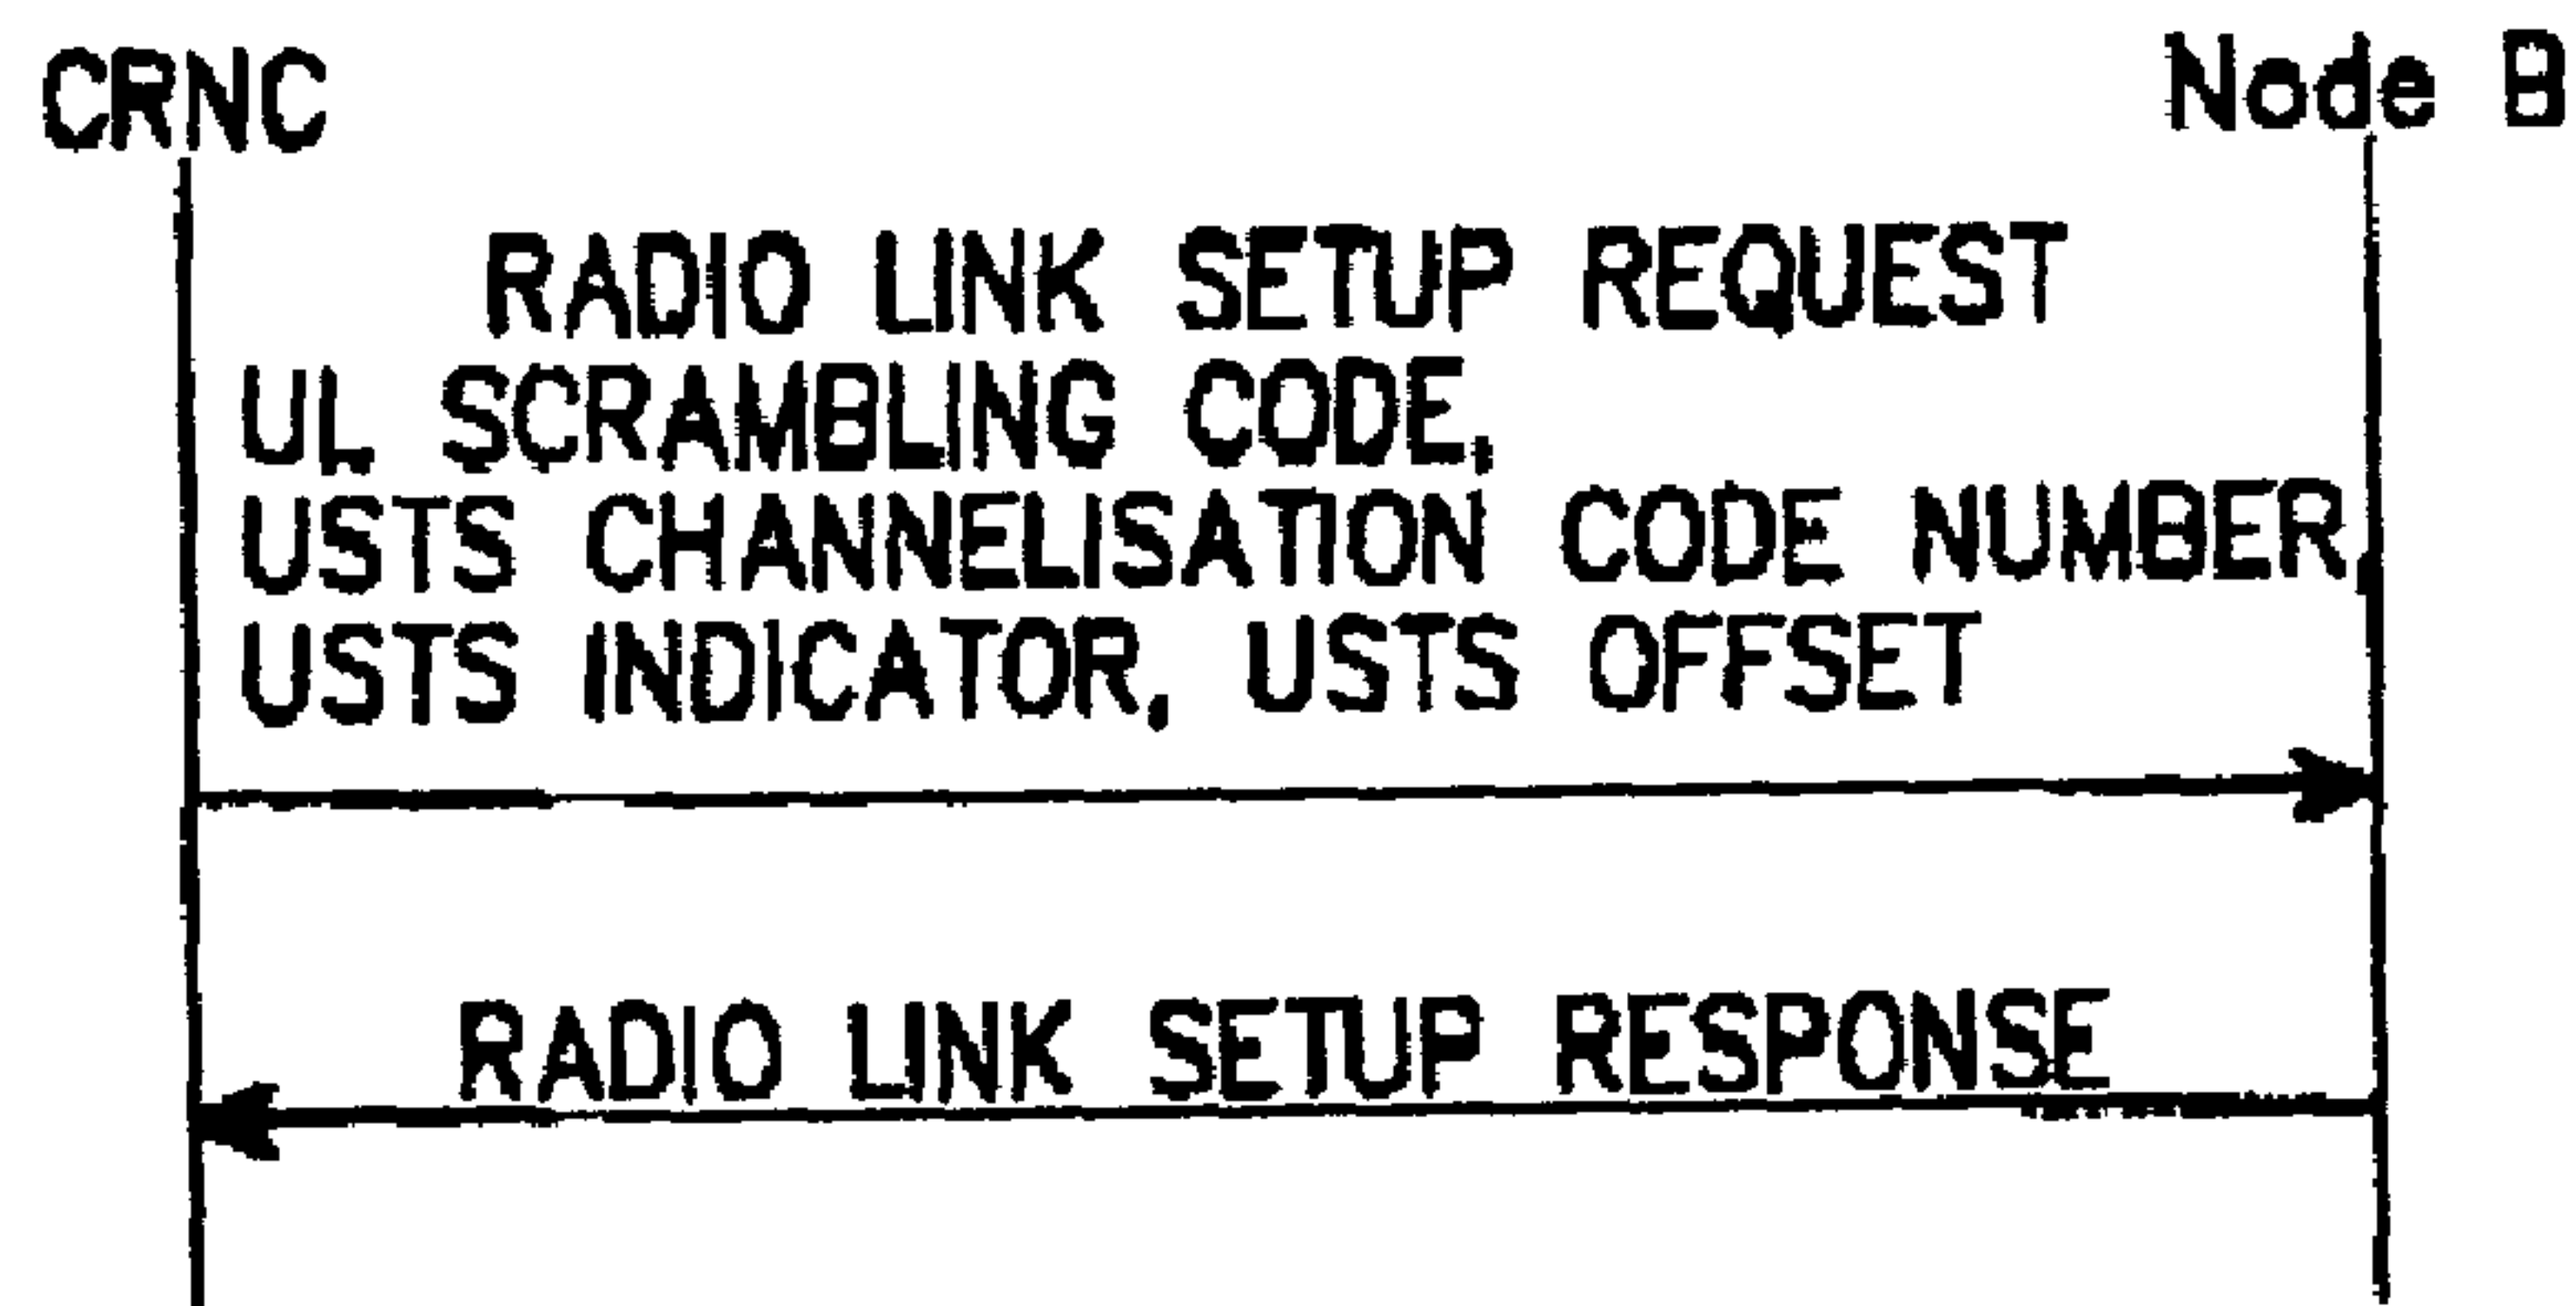 CRNC Node B
RADIO LINK SETUP REQUEST
UL SCRAMBLING CODE,
USTS CHANNELISATION CODE NUMBER,
USTS INDICATOR, USTS OFFSET
RADIO LINK SETUP RESPONSE